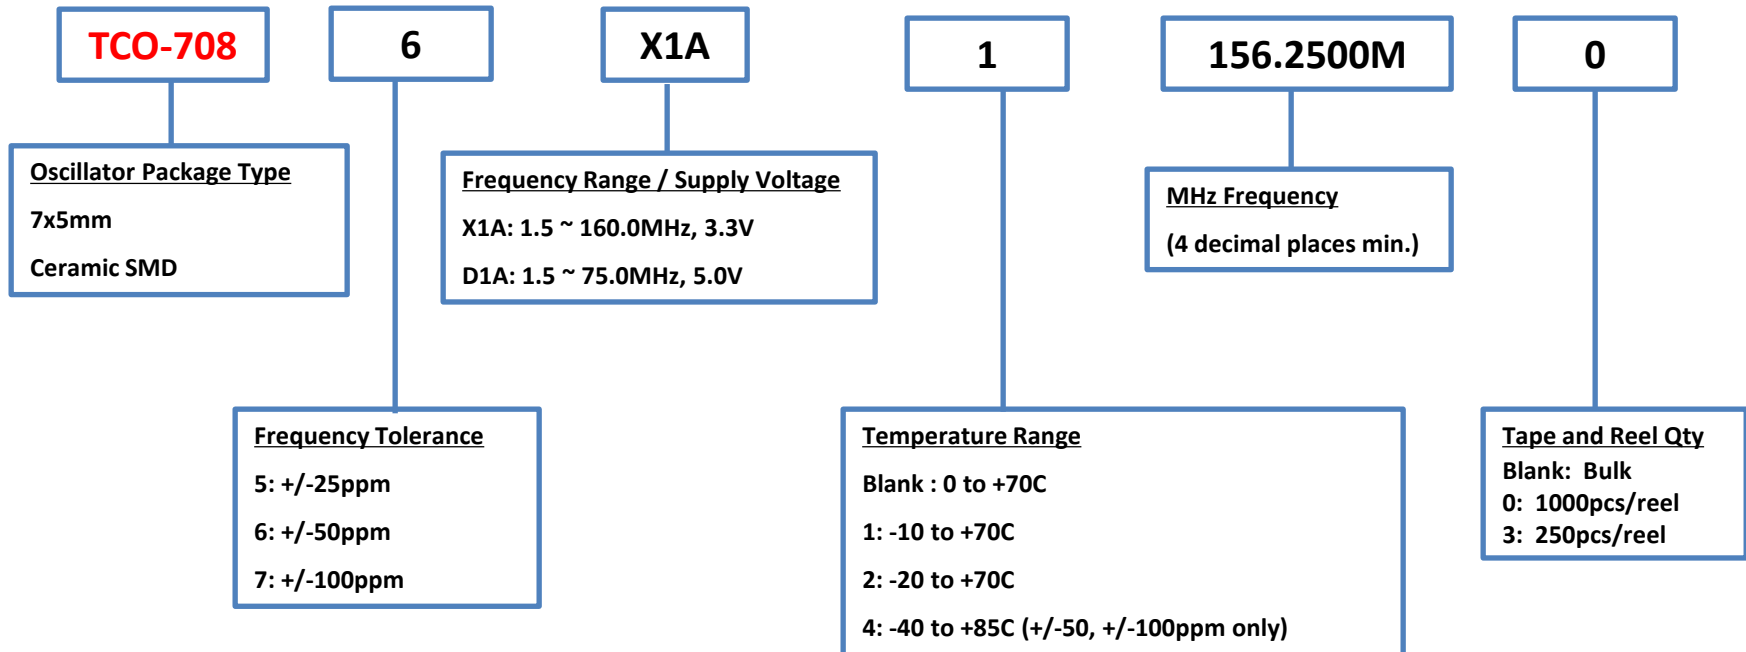 TCO-708
6
X1A
1
156.2500M
0
Oscillator Package Type
7x5mm
Ceramic SMD
Frequency Range / Supply Voltage
X1A: 1.5 ~ 160.0MHz, 3.3V
D1A: 1.5 ~ 75.0MHz, 5.0V
MHz Frequency
(4 decimal places min.)
Frequency Tolerance
5: +/-25ppm
6: +/-50ppm
7: +/-100ppm
Temperature Range
Blank : 0 to +70C
1: -10 to +70C
2: -20 to +70C
4: -40 to +85C (+/-50, +/-100ppm only)
Tape and Reel Qty
Blank:  Bulk
0:  1000pcs/reel
3:  250pcs/reel